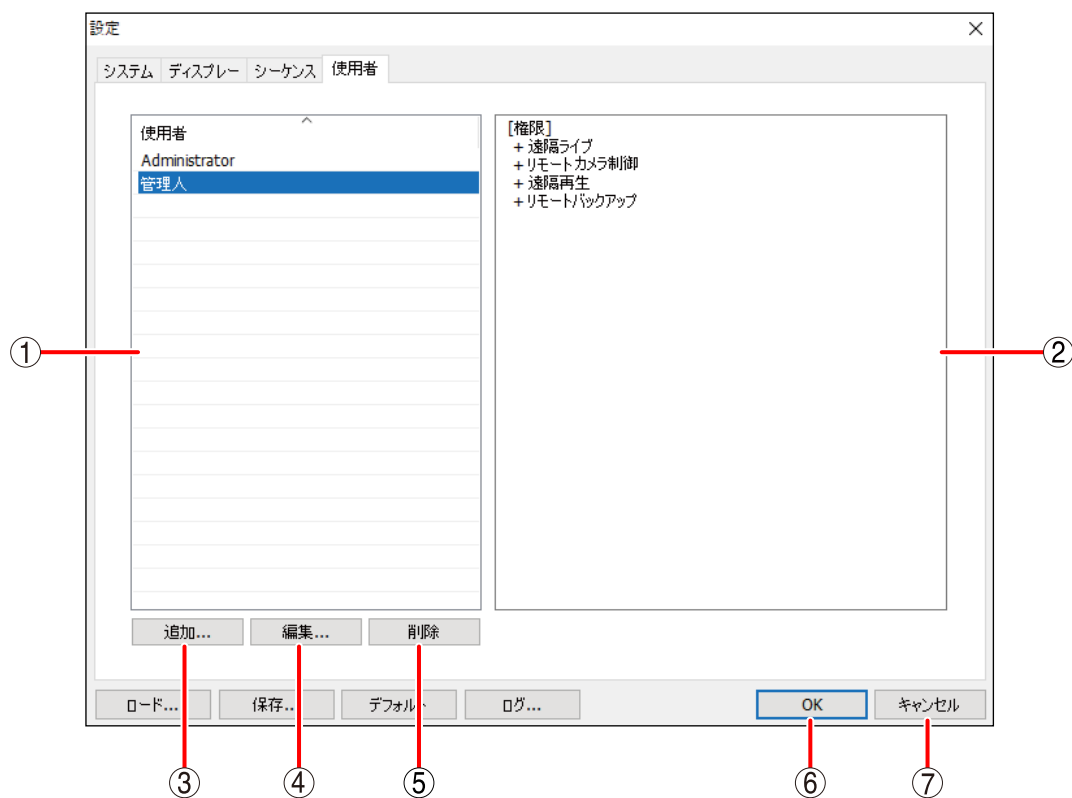 設定
システム ディスプレー シーケンス 使用者
使用者
Administrator
管理人
[権限]
+ 遠隔ライブ
+ リモートカメラ制御
+ 遠隔再生
+ リモートバックアップ
① ②
追加... 編集... 削除
ロード... 保存... デフォルト ログ... OK キャンセル
③ ④ ⑤ ⑥ ⑦